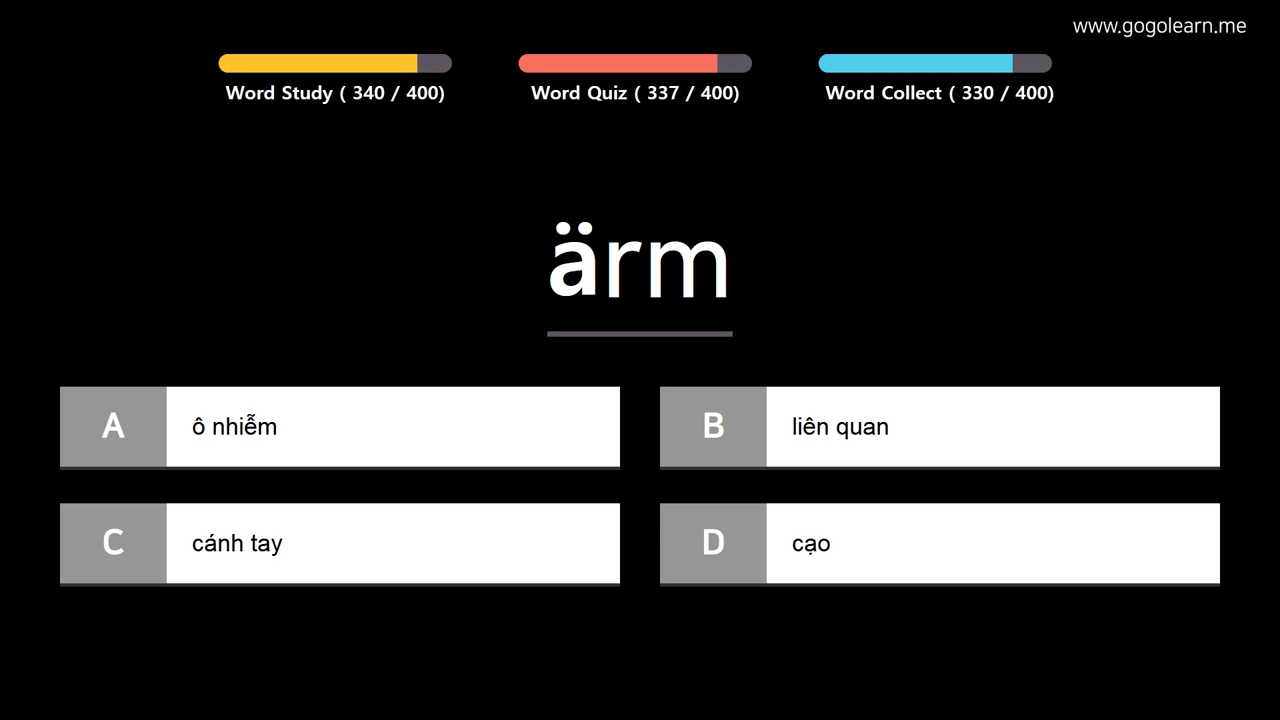 www.gogolearn.me
Word Study ( 340 / 400)
Word Quiz ( 337 / 400)
Word Collect ( 330 / 400)
ärm
A
ô nhiễm
B
liên quan
C
cánh tay
D
cạo